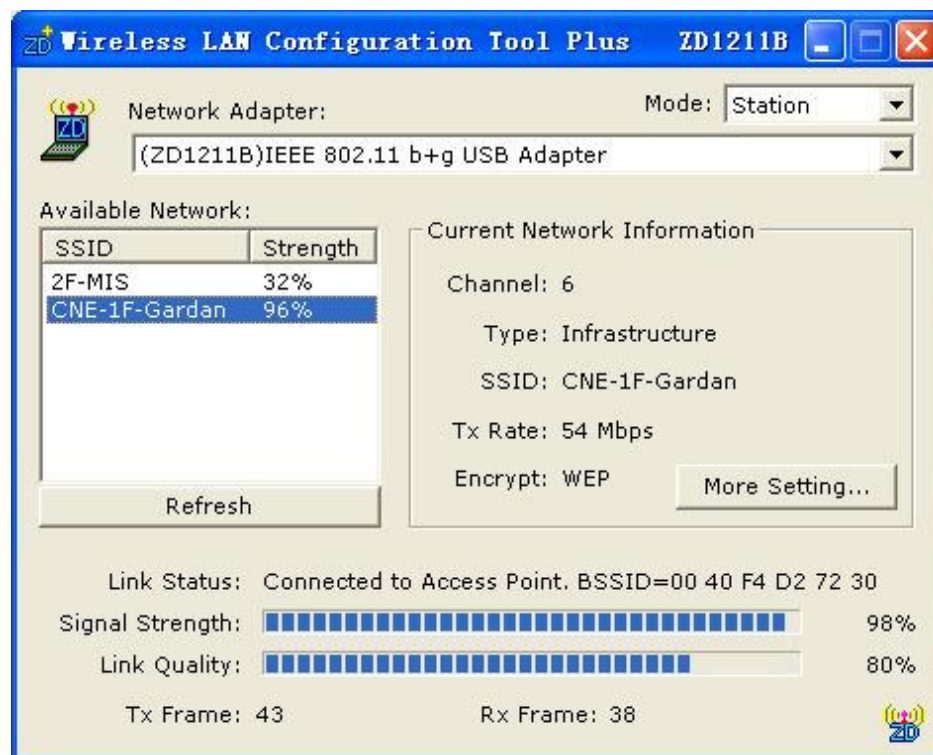 ZD Wireless LAN Configuration Tool Plus ZD1211B
ZD
Network Adapter:
Mode: Station
(ZD1211B)IEEE 802.11 b+g USB Adapter
Available Network:
SSID Strength
2F-MIS 32%
CNE-1F-Gardan 96%
Refresh
Current Network Information
Channel: 6
Type: Infrastructure
SSID: CNE-1F-Gardan
Tx Rate: 54 Mbps
Encrypt: WEP
More Setting...
Link Status: Connected to Access Point. BSSID=00 40 F4 D2 72 30
Signal Strength: 98%
Link Quality: 80%
Tx Frame: 43 Rx Frame: 38
ZD